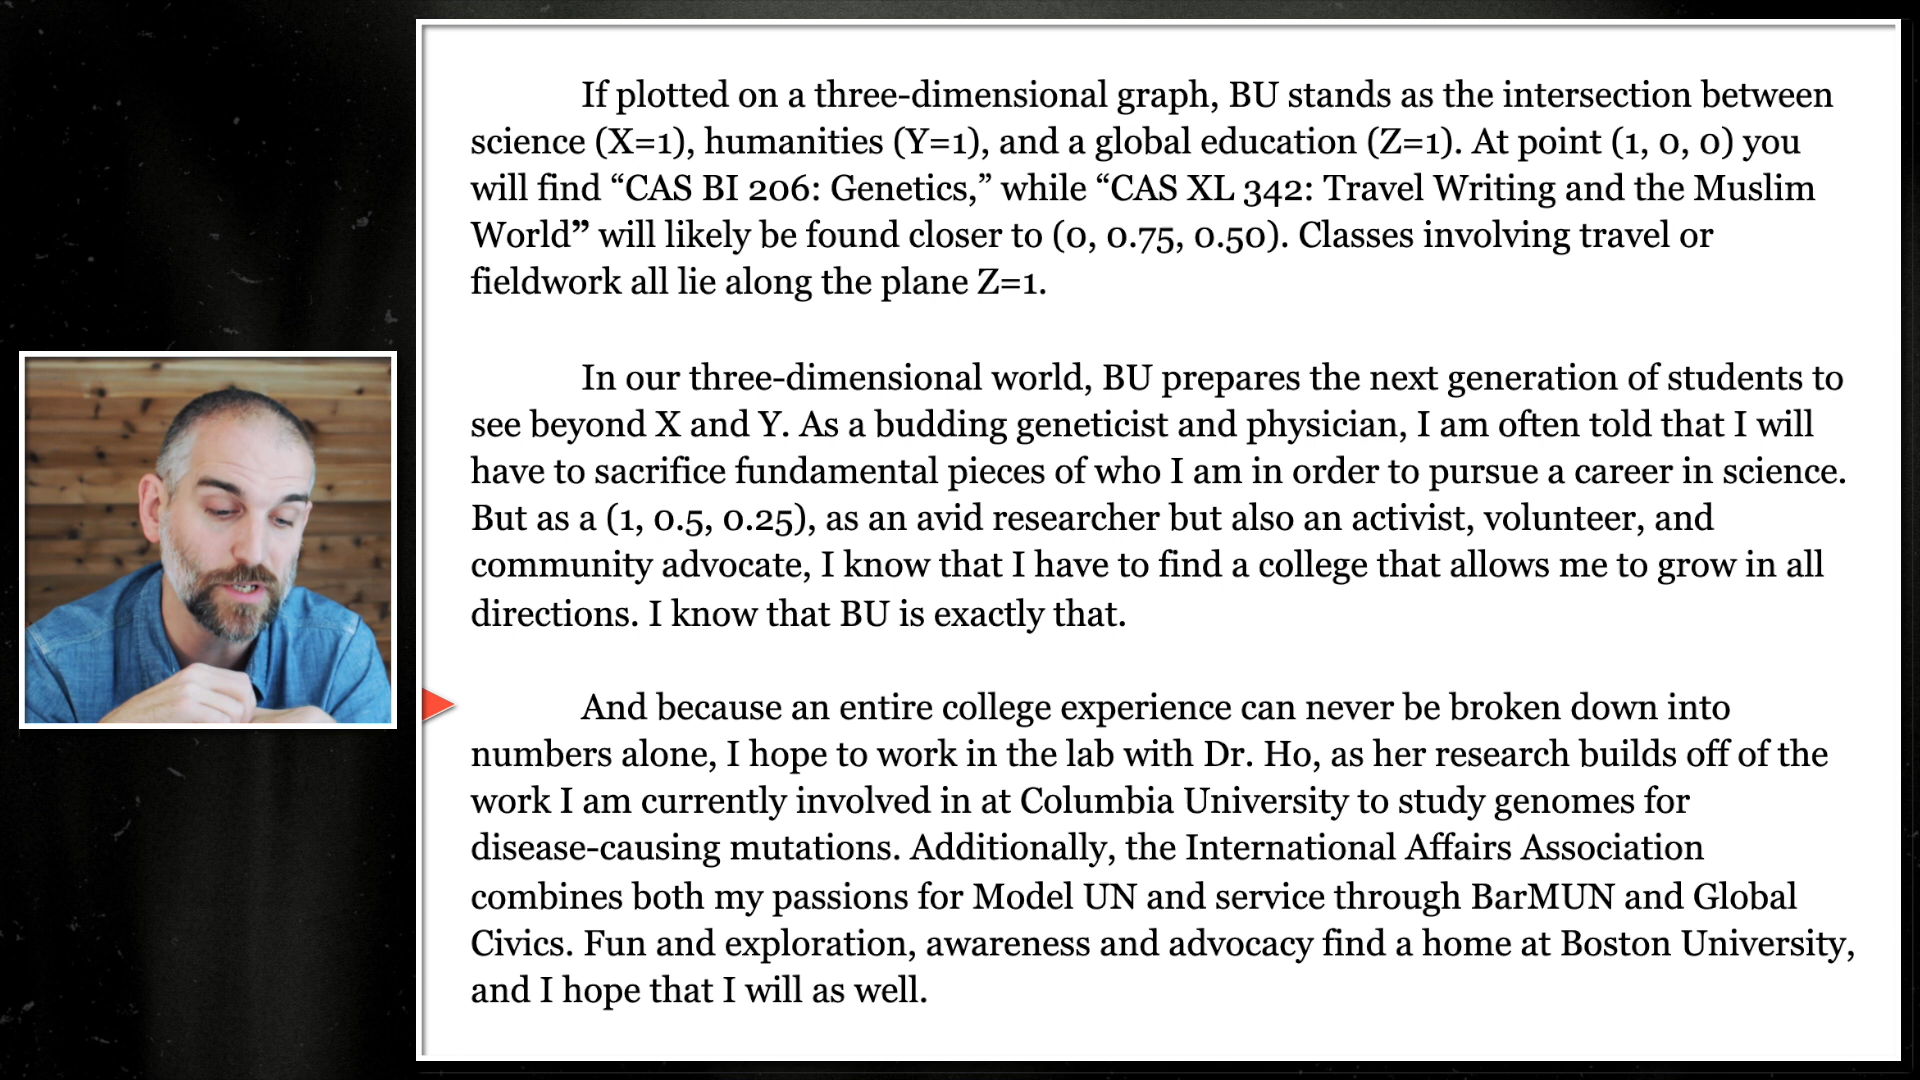 If plotted on a three-dimensional graph, BU stands as the intersection between
science (X=1), humanities (Y=1), and a global education (Z=1). At point (1, 0, 0) you
will find “CAS BI 206: Genetics,” while “CAS XL 342: Travel Writing and the Muslim
World” will likely be found closer to (0, 0.75, 0.50). Classes involving travel or
fieldwork all lie along the plane Z=1.
In our three-dimensional world, BU prepares the next generation of students to
see beyond X and Y. As a budding geneticist and physician, I am often told that I will
have to sacrifice fundamental pieces of who I am in order to pursue a career in science.
But as a (1, 0.5, 0.25), as an avid researcher but also an activist, volunteer, and
community advocate, I know that I have to find a college that allows me to grow in all
directions. I know that BU is exactly that.
And because an entire college experience can never be broken down into
numbers alone, I hope to work in the lab with Dr. Ho, as her research builds off of the
work I am currently involved in at Columbia University to study genomes for
disease-causing mutations. Additionally, the International Affairs Association
combines both my passions for Model UN and service through BarMUN and Global
Civics. Fun and exploration, awareness and advocacy find a home at Boston University,
and I hope that I will as well.